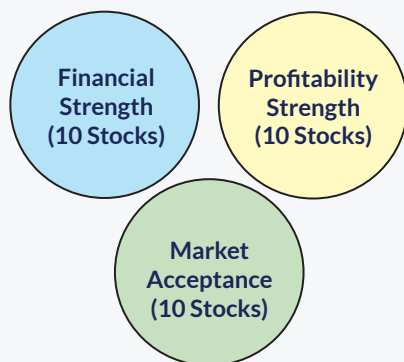 Financial
Strength
(10 Stocks)
Profitability
Strength
(10 Stocks)
Market
Acceptance
(10 Stocks)